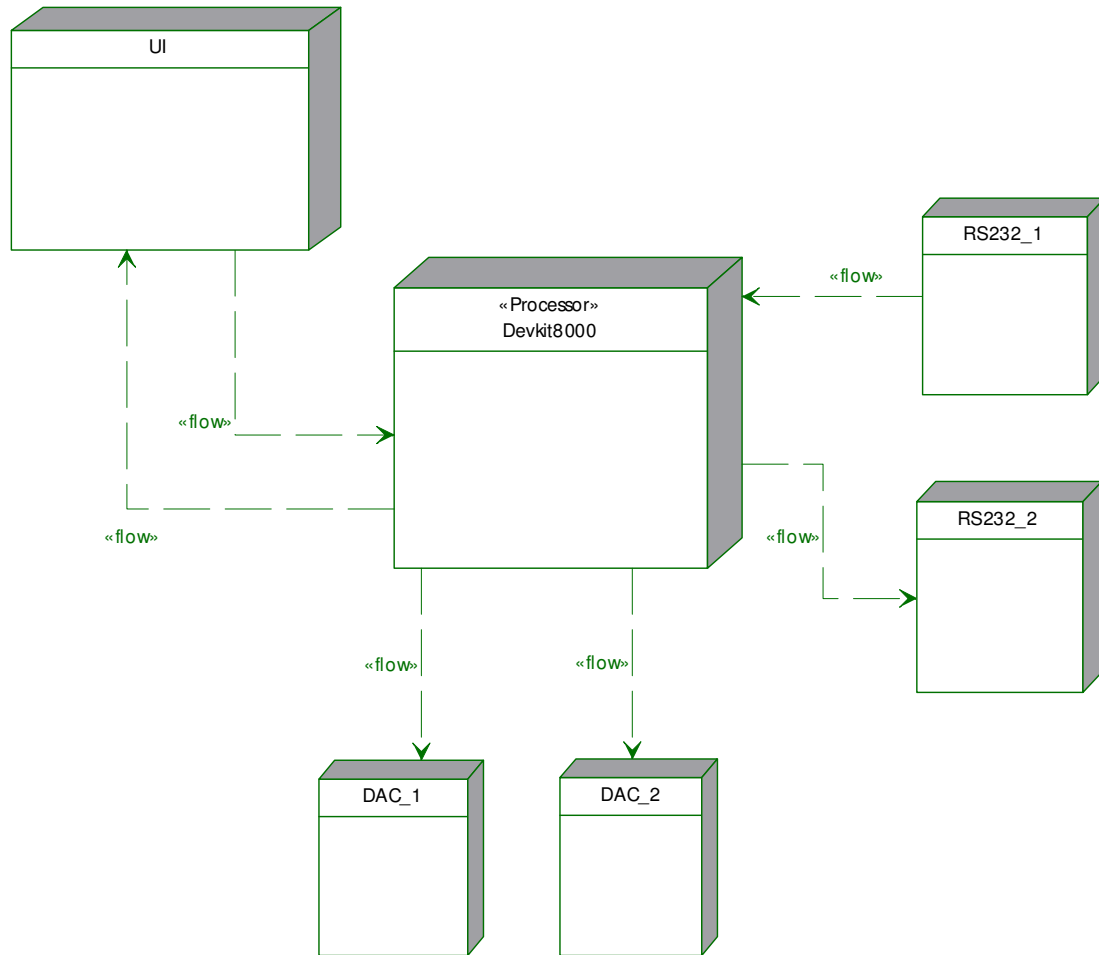 UI
RS232_1
«flow»
«Processor»
Devkit8000
«flow»
RS232_2
«flow»
«flow»
«flow»
«flow»
DAC_1
DAC_2